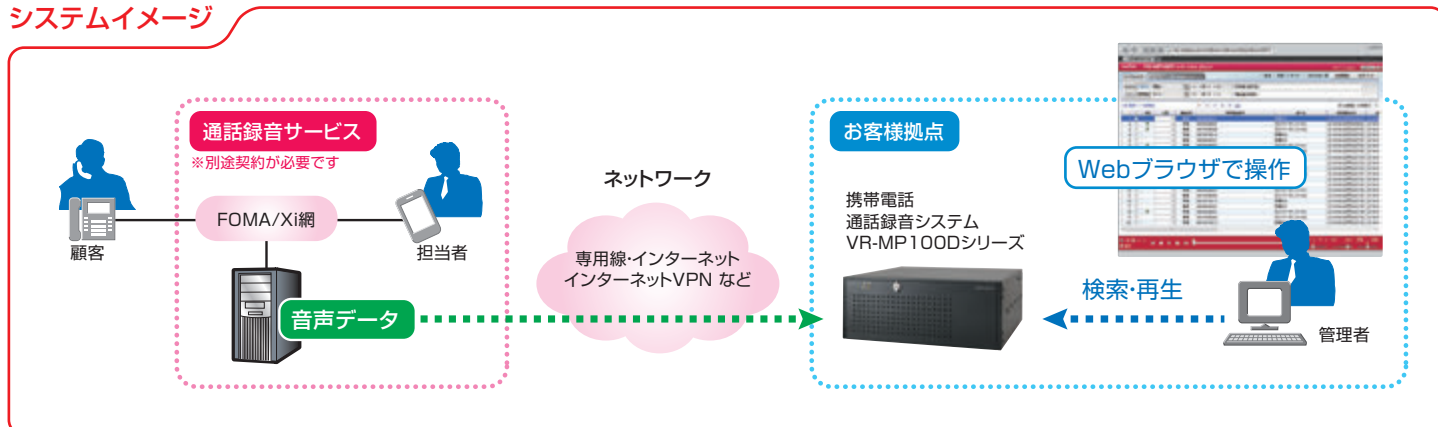 システムイメージ
通話録音サービス
※別途契約が必要です
FOMA/Xi網
顧客
担当者
音声データ
ネットワーク
専用線・インターネット
インターネットVPN など
お客様拠点
携帯電話
通話録音システム
VR-MP100Dシリーズ
Webブラウザで操作
検索・再生
管理者